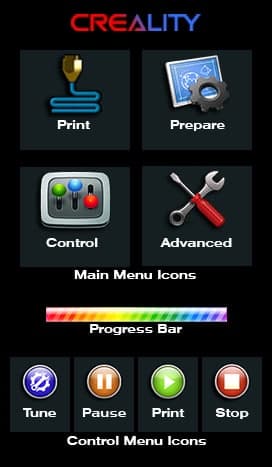 CREALITY
Print
Prepare
Control
Advanced
Main Menu Icons
Progress Bar
Tune
Pause
Print
Stop
Control Menu Icons